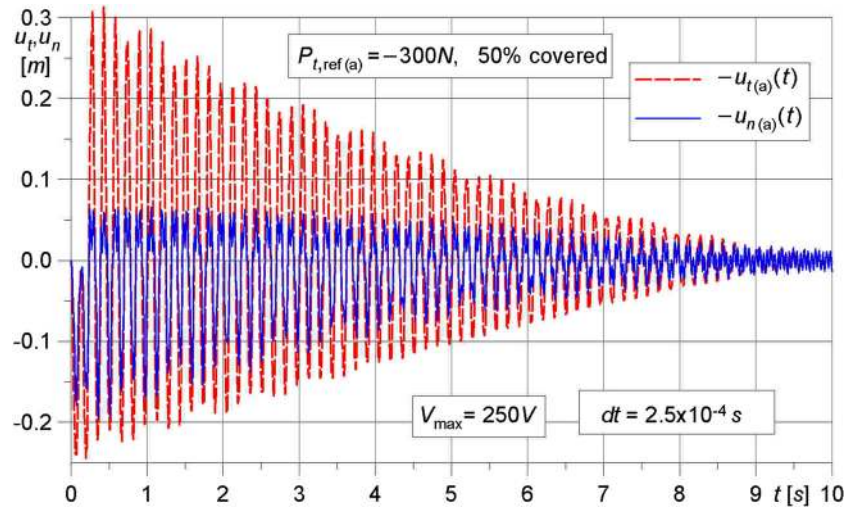 0.3
u_t,u_n
[m]
0.2
0.1
0.0
-0.1
-0.2
P_t,ref(a) = −300N, 50% covered
−u_t(a)(t)
−u_n(a)(t)
V_max = 250V
dt = 2.5x10^-4 s
0 1 2 3 4 5 6 7 8 9 t [s] 10